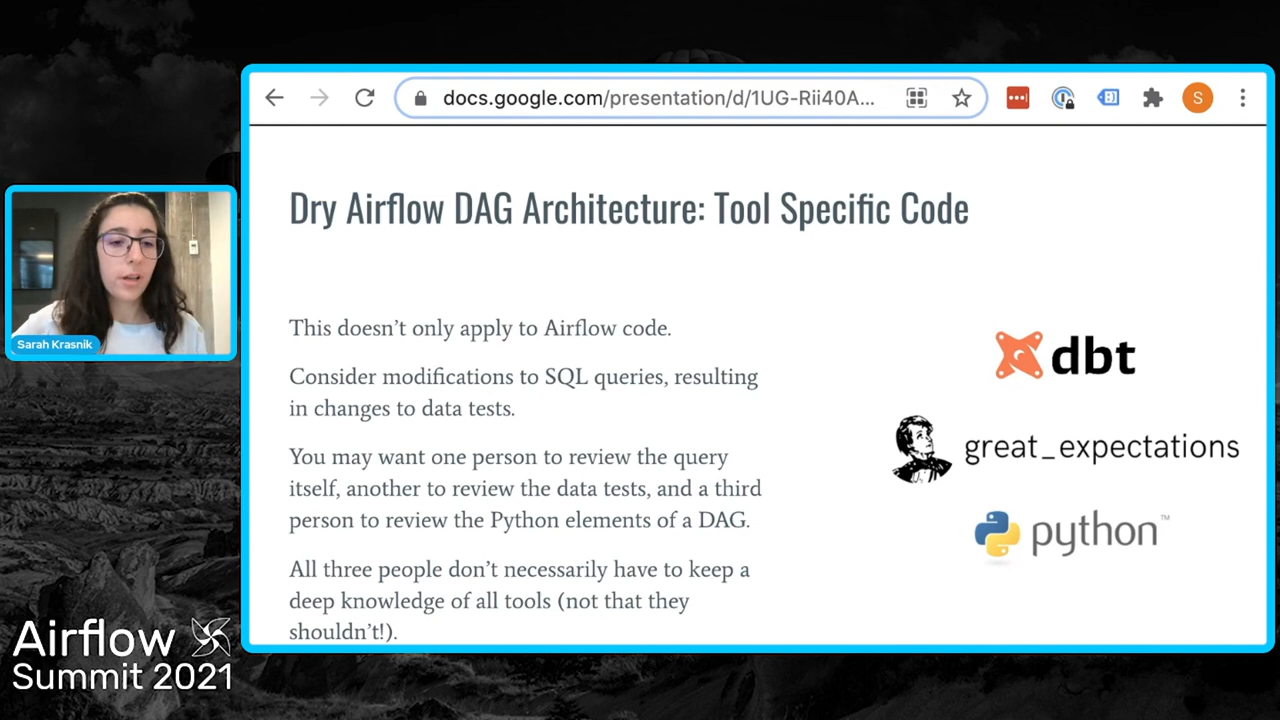 docs.google.com/presentation/d/1UG-Rii40A...
S
Dry Airflow DAG Architecture: Tool Specific Code
This doesn't only apply to Airflow code.
Consider modifications to SQL queries, resulting
in changes to data tests.
You may want one person to review the query
itself, another to review the data tests, and a third
person to review the Python elements of a DAG.
All three people don't necessarily have to keep a
deep knowledge of all tools (not that they
shouldn't!).
dbt
great_expectations
python™
Sarah Krasnik
Airflow
Summit 2021